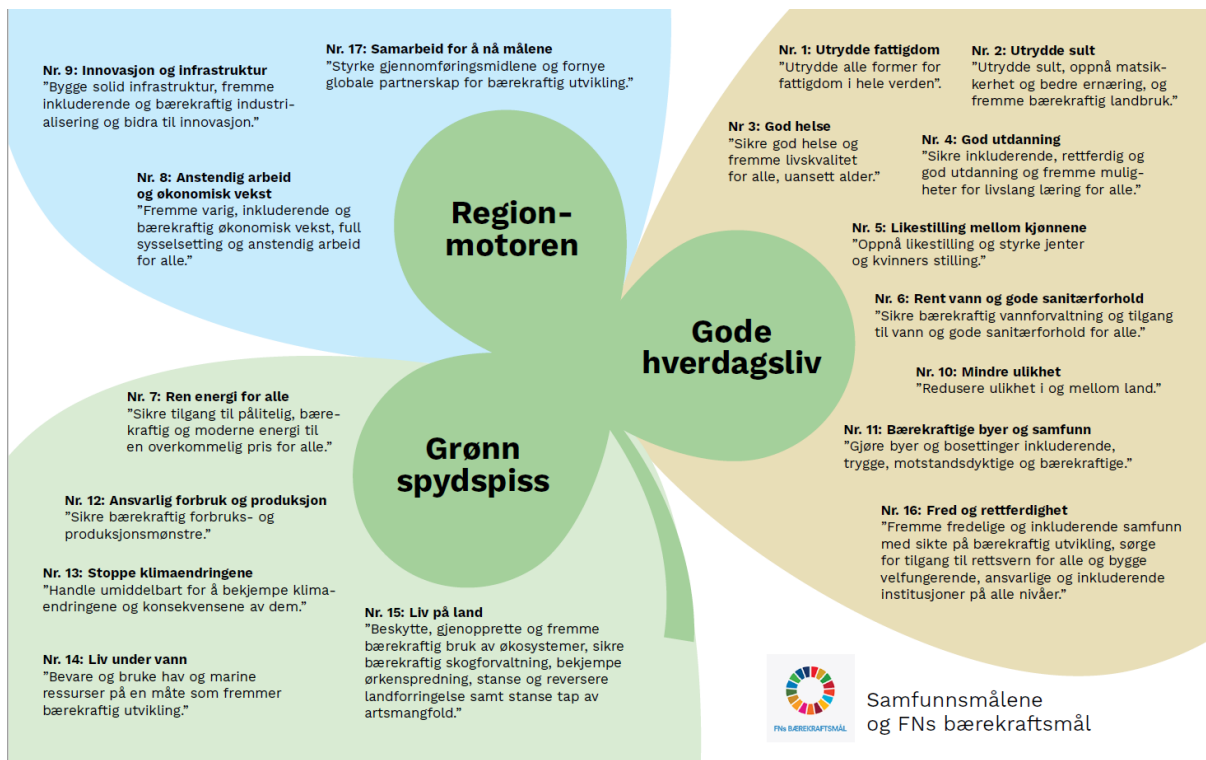 Nr. 9: Innovasjon og infrastruktur
”Bygge solid infrastruktur, fremme
inkluderende og bærekraftig industri-
alisering og bidra til innovasjon.”
Nr. 17: Samarbeid for å nå målene
”Styrke gjennomføringsmidlene og fornye
globale partnerskap for bærekraftig utvikling.”
Nr. 8: Anstendig arbeid
og økonomisk vekst
”Fremme varig, inkluderende og
bærekraftig økonomisk vekst, full
sysselsetting og anstendig arbeid
for alle.”
Region-
motoren
Nr. 1: Utrydde fattigdom
”Utrydde alle former for
fattigdom i hele verden”.
Nr. 2: Utrydde sult
”Utrydde sult, oppnå matsik-
kerhet og bedre ernæring, og
fremme bærekraftig landbruk.”
Nr 3: God helse
”Sikre god helse og
fremme livskvalitet
for alle, uansett alder.”
Nr. 4: God utdanning
”Sikre inkluderende, rettferdig og
god utdanning og fremme mulig-
heter for livslang læring for alle.”
Nr. 5: Likestilling mellom kjønnene
”Oppnå likestilling og styrke jenter
og kvinners stilling.”
Nr. 6: Rent vann og gode sanitærforhold
”Sikre bærekraftig vannforvaltning og tilgang
til vann og gode sanitærforhold for alle.”
Gode
hverdagsliv
Nr. 10: Mindre ulikhet
”Redusere ulikhet i og mellom land.”
Nr. 11: Bærekraftige byer og samfunn
”Gjøre byer og bosettinger inkluderende,
trygge, motstandsdyktige og bærekraftige.”
Nr. 16: Fred og rettferdighet
”Fremme fredelige og inkluderende samfunn
med sikte på bærekraftig utvikling, sørge
for tilgang til rettsvern for alle og bygge
velfungerende, ansvarlige og inkluderende
institusjoner på alle nivåer.”
Nr. 7: Ren energi for alle
”Sikre tilgang til pålitelig, bære-
kraftig og moderne energi til
en overkommelig pris for alle.”
Grønn
spydspiss
Nr. 12: Ansvarlig forbruk og produksjon
”Sikre bærekraftig forbruks- og
produksjonsmønstre.”
Nr. 13: Stoppe klimaendringene
”Handle umiddelbart for å bekjempe klima-
endringene og konsekvensene av dem.”
Nr. 14: Liv under vann
”Bevare og bruke hav og marine
ressurser på en måte som fremmer
bærekraftig utvikling.”
Nr. 15: Liv på land
”Beskytte, gjenopprette og fremme
bærekraftig bruk av økosystemer, sikre
bærekraftig skogforvaltning, bekjempe
ørkenspredning, stanse og reversere
landforringelse samt stanse tap av
artsmangfold.”
FNs BÆREKRAFTSMÅL
Samfunnsmålene
og FNs bærekraftsmål